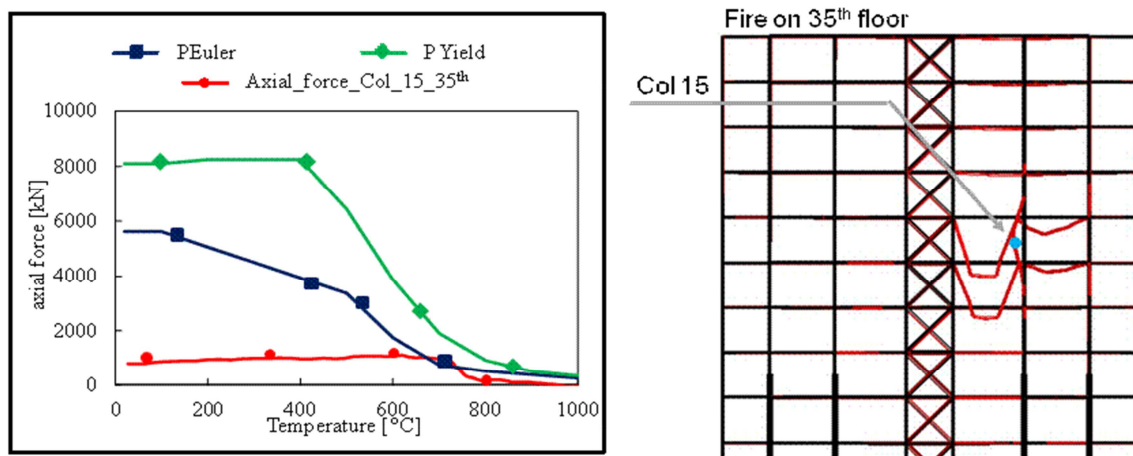 PEuler
P Yield
Axial_force_Col_15_35th
axial force [kN]
10000
8000
6000
4000
2000
0
0 200 400 600 800 1000
Temperature [°C]
Fire on 35th floor
Col 15